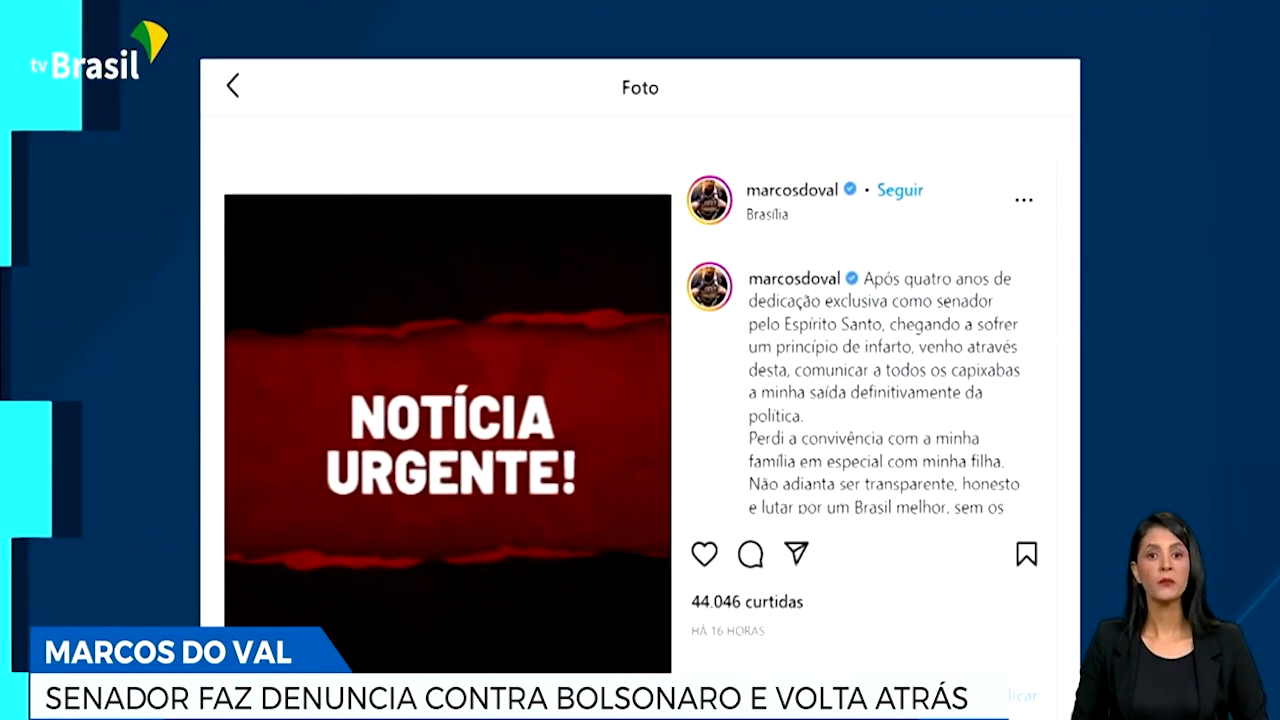 tv Brasil
Foto
marcosdoval • Seguir
Brasília
marcosdoval Após quatro anos de
dedicação exclusiva como senador
pelo Espírito Santo, chegando a sofrer
um princípio de infarto, venho através
desta, comunicar a todos os capixabas
a minha saída definitivamente da
política.
Perdi a convivência com a minha
família em especial com minha filha.
Não adianta ser transparente, honesto
e lutar por um Brasil melhor, sem os
NOTÍCIA
URGENTE!
44.046 curtidas
HÁ 16 HORAS
MARCOS DO VAL
SENADOR FAZ DENUNCIA CONTRA BOLSONARO E VOLTA ATRÁS
licar